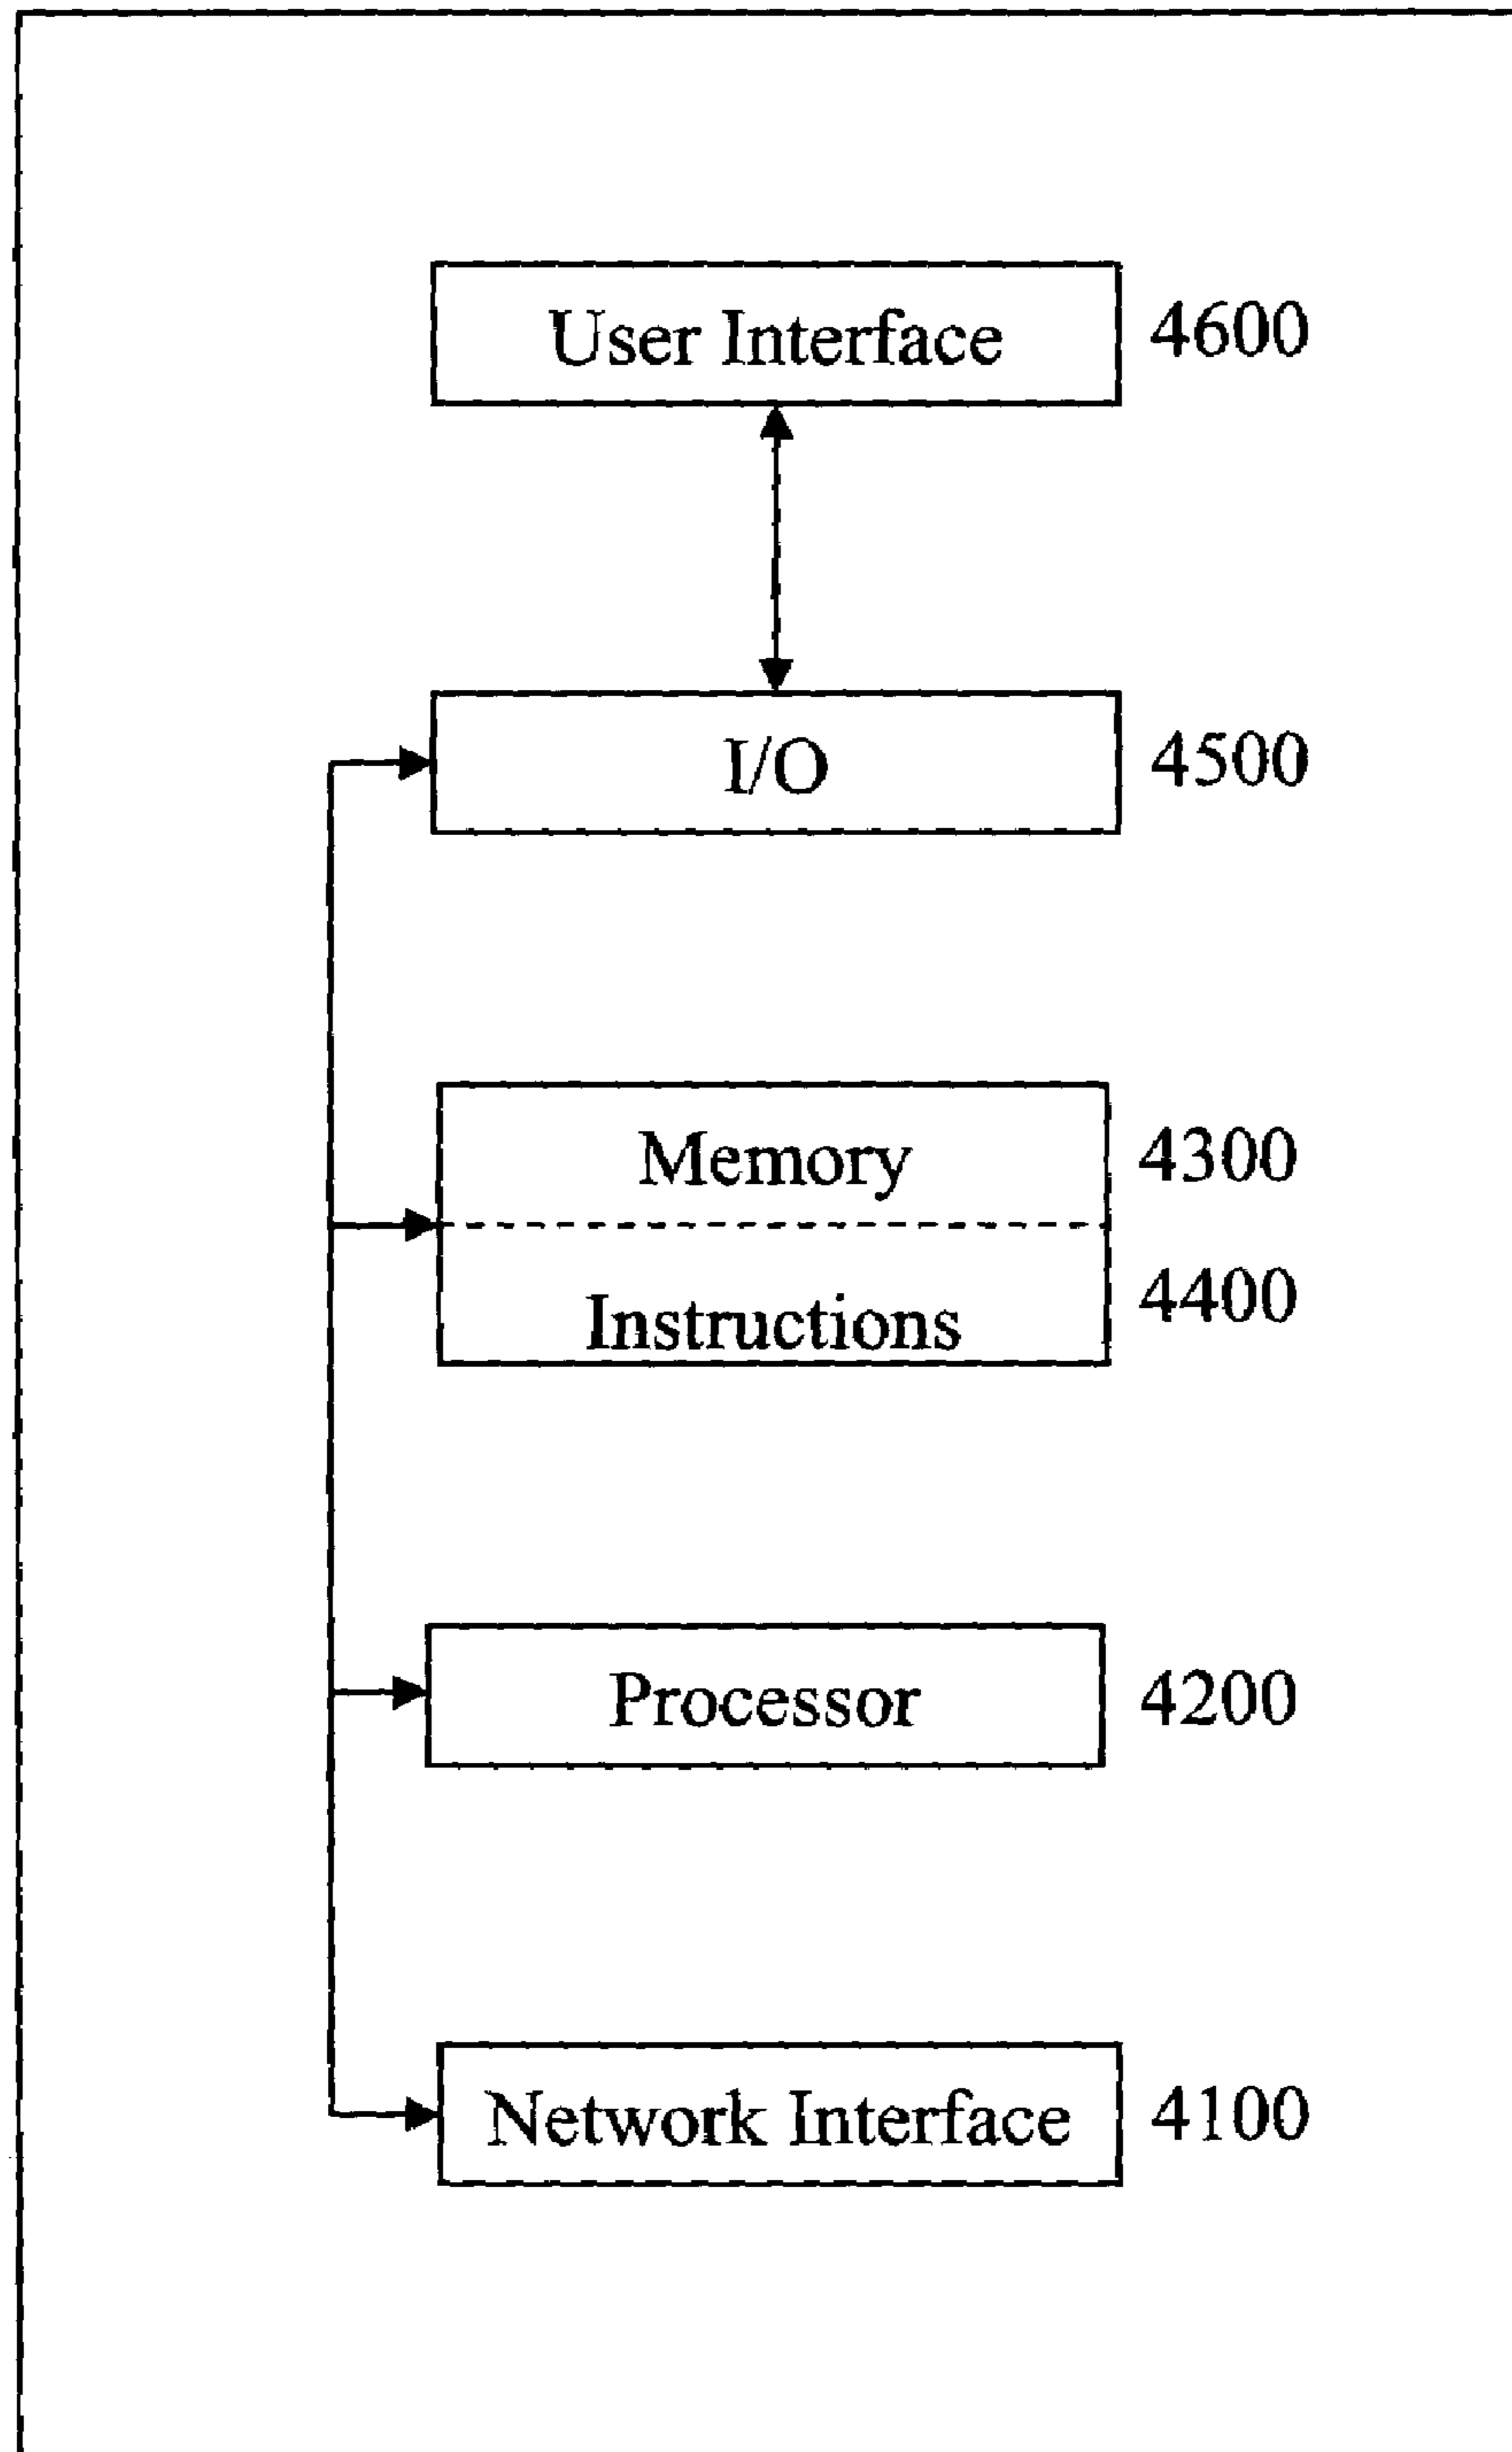 User Interface 4600
I/O 4500
Memory 4300
Instructions 4400
Processor 4200
Network Interface 4100